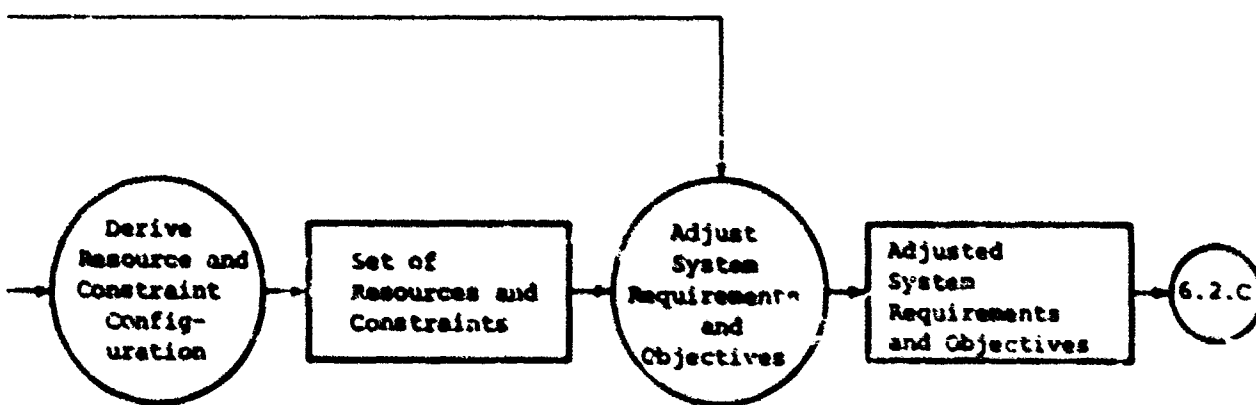 Derive
Resource and
Constraint
Config-
uration
Set of
Resources and
Constraints
Adjust
System
Requirements
and
Objectives
Adjusted
System
Requirements
and Objectives
6.2.C